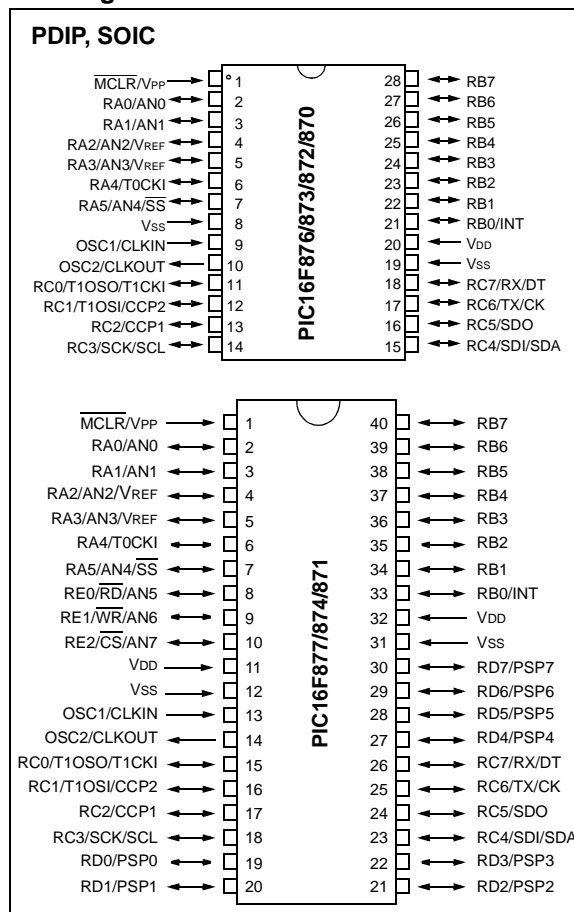 PDIP, SOIC
MCLR/VPP 1 28 RB7
RA0/AN0 2 27 RB6
RA1/AN1 3 26 RB5
RA2/AN2/VREF 4 25 RB4
RA3/AN3/VREF 5 24 RB3
RA4/T0CKI 6 23 RB2
RA5/AN4/SS 7 22 RB1
VSS 8 21 RB0/INT
OSC1/CLKIN 9 20 VDD
OSC2/CLKOUT 10 19 VSS
RC0/T1OSO/T1CKI 11 18 RC7/RX/DT
RC1/T1OSI/CCP2 12 17 RC6/TX/CK
RC2/CCP1 13 16 RC5/SDO
RC3/SCK/SCL 14 15 RC4/SDI/SDA
PIC16F876/873/872/870
MCLR/VPP 1 40 RB7
RA0/AN0 2 39 RB6
RA1/AN1 3 38 RB5
RA2/AN2/VREF 4 37 RB4
RA3/AN3/VREF 5 36 RB3
RA4/T0CKI 6 35 RB2
RA5/AN4/SS 7 34 RB1
RE0/RD/AN5 8 33 RB0/INT
RE1/WR/AN6 9 32 VDD
RE2/CS/AN7 10 31 VSS
VDD 11 30 RD7/PSP7
VSS 12 29 RD6/PSP6
OSC1/CLKIN 13 28 RD5/PSP5
OSC2/CLKOUT 14 27 RD4/PSP4
RC0/T1OSO/T1CKI 15 26 RC7/RX/DT
RC1/T1OSI/CCP2 16 25 RC6/TX/CK
RC2/CCP1 17 24 RC5/SDO
RC3/SCK/SCL 18 23 RC4/SDI/SDA
RD0/PSP0 19 22 RD3/PSP3
RD1/PSP1 20 21 RD2/PSP2
PIC16F877/874/871